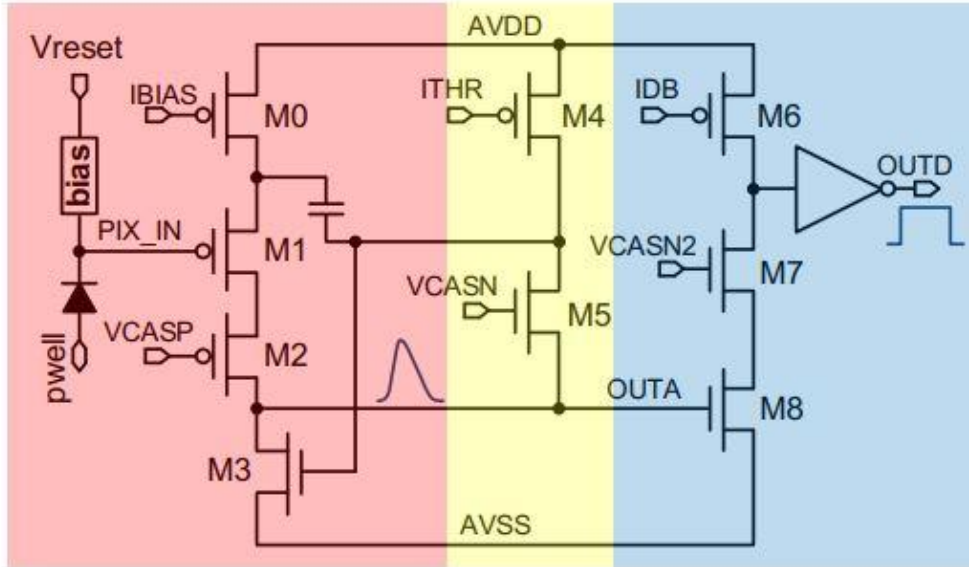 AVDD
Vreset
IBIAS
M0
ITHR
M4
IDB
M6
bias
OUTD
PIX_IN
M1
VCASN2
M7
VCASN
M5
VCASP
M2
pwell
OUTA
M8
M3
AVSS